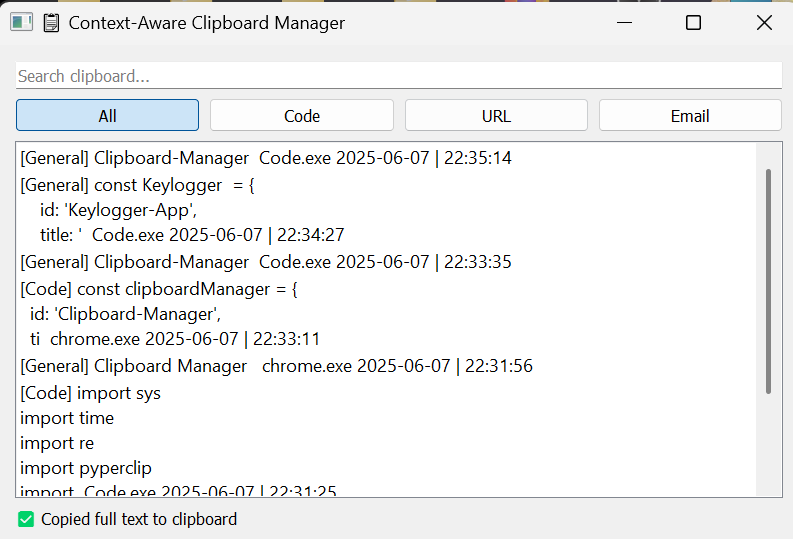 Context-Aware Clipboard Manager
Search clipboard...
All Code URL Email
[General] Clipboard-Manager  Code.exe 2025-06-07 | 22:35:14
[General] const Keylogger  = {
    id: 'Keylogger-App',
    title: '  Code.exe 2025-06-07 | 22:34:27
[General] Clipboard-Manager  Code.exe 2025-06-07 | 22:33:35
[Code] const clipboardManager = {
  id: 'Clipboard-Manager',
  ti  chrome.exe 2025-06-07 | 22:33:11
[General] Clipboard Manager   chrome.exe 2025-06-07 | 22:31:56
[Code] import sys
import time
import re
import pyperclip
import  Code.exe 2025-06-07 | 22:31:25
Copied full text to clipboard